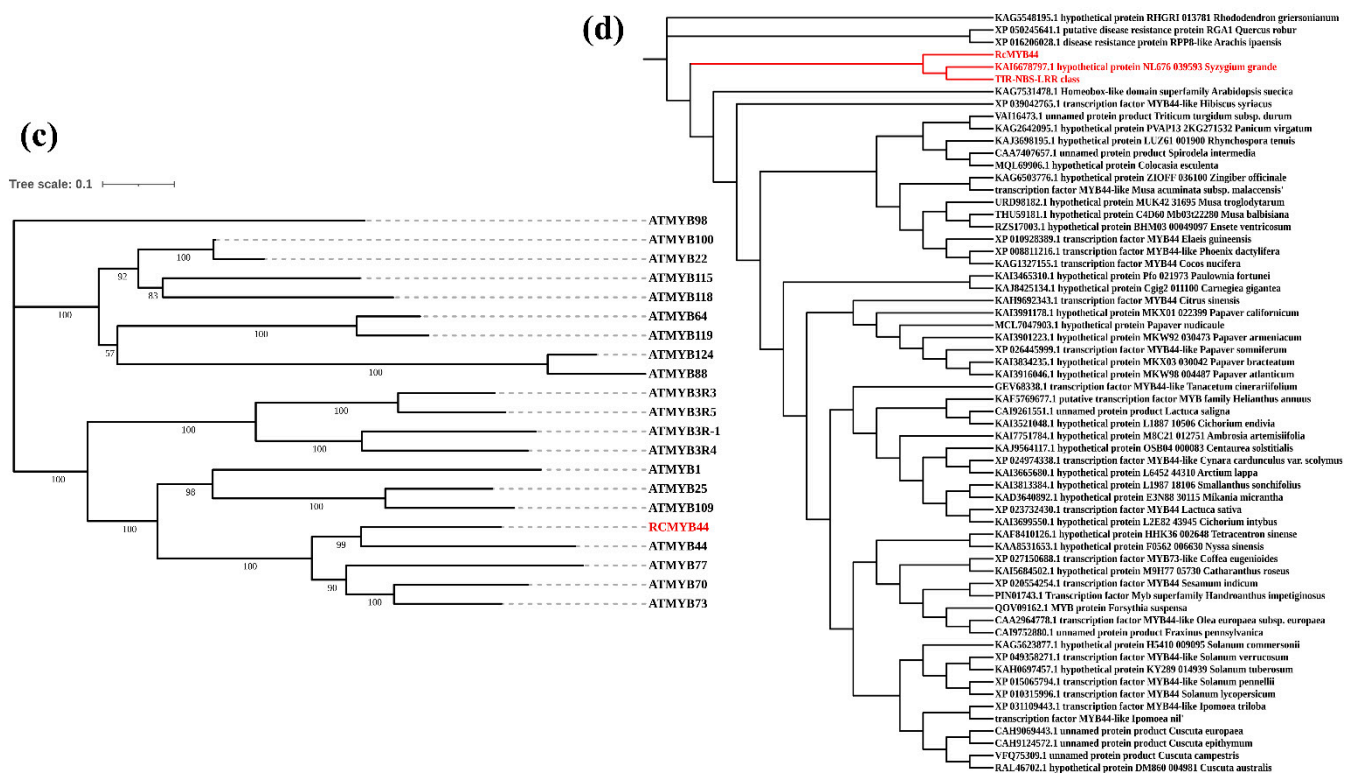 (c)
Tree scale: 0.1
ATMYB98
ATMYB100
100
ATMYB22
92
ATMYB115
83
ATMYB118
100
ATMYB64
100
ATMYB119
57
ATMYB124
100
ATMYB88
ATMYB3R3
100
ATMYB3R5
100
ATMYB3R-1
100
ATMYB3R4
100
ATMYB1
98
ATMYB25
100
ATMYB109
100
RCMYB44
99
ATMYB44
100
ATMYB77
90
ATMYB70
100
ATMYB73
(d)
KAG5548195.1 hypothetical protein RHGRI 013781 Rhododendron griersonianum
XP 050245641.1 putative disease resistance protein RGA1 Quercus robur
XP 016206028.1 disease resistance protein RPP8-like Arachis ipaensis
RcMYB44
KAI6678797.1 hypothetical protein NL676 039593 Syzygium grande
TIR-NBS-LRR class
KAG7531478.1 Homeobox-like domain superfamily Arabidopsis suecica
XP 039042765.1 transcription factor MYB44-like Hibiscus syriacus
VAI16473.1 unnamed protein product Triticum turgidum subsp. durum
KAG2642095.1 hypothetical protein PVAP13 2KG271532 Panicum virgatum
KAJ3698195.1 hypothetical protein LUZ61 001900 Rhynchospora tenuis
CAA7407657.1 unnamed protein product Spirodela intermedia
MQL69906.1 hypothetical protein Colocasia esculenta
KAG6503776.1 hypothetical protein ZIOFF 036100 Zingiber officinale
transcription factor MYB44-like Musa acuminata subsp. malaccensis'
URD98182.1 hypothetical protein MUK42 31695 Musa troglodytarum
THU59181.1 hypothetical protein C4D60 Mb03t22280 Musa balbisiana
RZS17003.1 hypothetical protein BHM03 00049097 Ensete ventricosum
XP 010928389.1 transcription factor MYB44 Elaeis guineensis
XP 008811216.1 transcription factor MYB44-like Phoenix dactylifera
KAG1327155.1 transcription factor MYB44 Cocos nucifera
KAI3465310.1 hypothetical protein Pfo 021973 Paulownia fortunei
KAJ8425134.1 hypothetical protein Cgig2 011100 Carnegiea gigantea
KAH9692343.1 transcription factor MYB44 Citrus sinensis
KAI3991178.1 hypothetical protein MKX01 022399 Papaver californicum
MCL7047903.1 hypothetical protein Papaver nudicaule
KAI3901223.1 hypothetical protein MKW92 030473 Papaver armeniacum
XP 026445999.1 transcription factor MYB44-like Papaver somniferum
KAI3834235.1 hypothetical protein MKX03 030042 Papaver bracteatum
KAI3916046.1 hypothetical protein MKW98 004487 Papaver atlanticum
GEV68338.1 transcription factor MYB44-like Tanacetum cinerariifolium
KAF5769677.1 putative transcription factor MYB family Helianthus annuus
CAI9261551.1 unnamed protein product Lactuca saligna
KAI3521048.1 hypothetical protein L1887 10506 Cichorium endivia
KAI7751784.1 hypothetical protein M8C21 012751 Ambrosia artemisiifolia
KAJ9564117.1 hypothetical protein OSB04 000083 Centaurea solstitialis
XP 024974338.1 transcription factor MYB44-like Cynara cardunculus var. scolymus
KAI3665680.1 hypothetical protein L6452 44310 Arctium lappa
KAI3813384.1 hypothetical protein L1987 18106 Smallanthus sonchifolius
KAD3640892.1 hypothetical protein E3N88 30115 Mikania micrantha
XP 023732430.1 transcription factor MYB44 Lactuca sativa
KAI3699550.1 hypothetical protein L2E82 43945 Cichorium intybus
KAF8410126.1 hypothetical protein HHK36 002648 Tetracentron sinense
KAA8531653.1 hypothetical protein F0562 006630 Nyssa sinensis
XP 027150688.1 transcription factor MYB73-like Coffea eugenioides
KAI5684502.1 hypothetical protein M9H77 05730 Catharanthus roseus
XP 020554254.1 transcription factor MYB44 Sesamum indicum
PIN01743.1 Transcription factor Myb superfamily Handroanthus impetiginosus
QOV09162.1 MYB protein Forsythia suspensa
CAA2964778.1 transcription factor MYB44-like Olea europaea subsp. europaea
CAI9752880.1 unnamed protein product Fraxinus pennsylvanica
KAG5623877.1 hypothetical protein H5410 009095 Solanum commersonii
XP 049358271.1 transcription factor MYB44-like Solanum verrucosum
KAH0697457.1 hypothetical protein KY289 014939 Solanum tuberosum
XP 015065794.1 transcription factor MYB44-like Solanum pennellii
XP 010315996.1 transcription factor MYB44 Solanum lycopersicum
XP 031109443.1 transcription factor MYB44-like Ipomoea triloba
transcription factor MYB44-like Ipomoea nil'
CAH9069443.1 unnamed protein product Cuscuta europaea
CAH9124572.1 unnamed protein product Cuscuta epithymum
VFQ75309.1 unnamed protein product Cuscuta campestris
RAL46702.1 hypothetical protein DM860 004981 Cuscuta australis